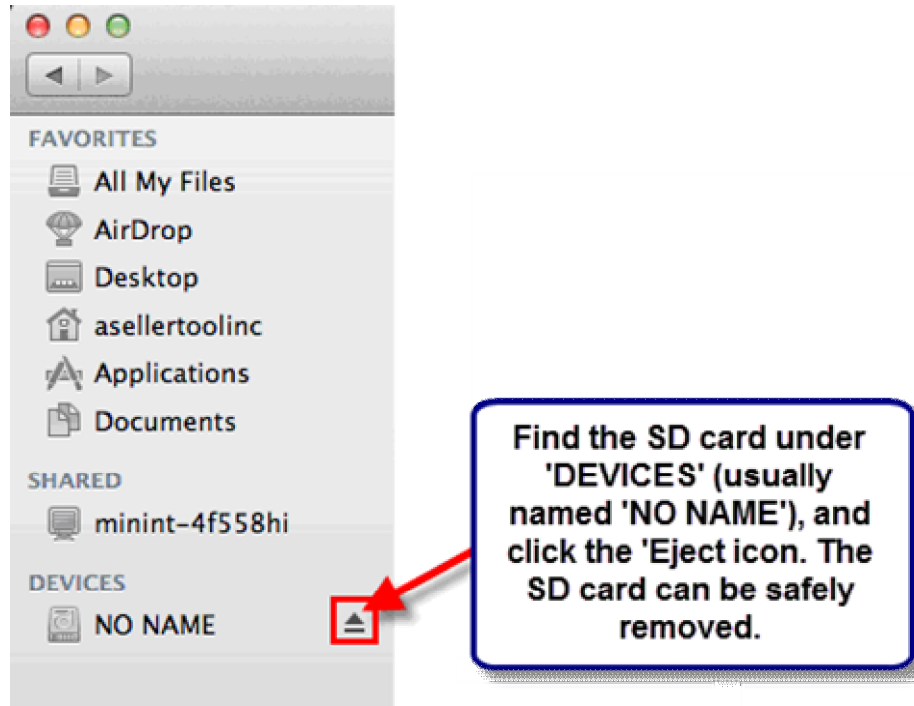 FAVORITES
All My Files
AirDrop
Desktop
asellertoolinc
Applications
Documents
SHARED
minint-4f558hi
DEVICES
NO NAME
Find the SD card under
'DEVICES' (usually
named 'NO NAME'), and
click the 'Eject icon. The
SD card can be safely
removed.